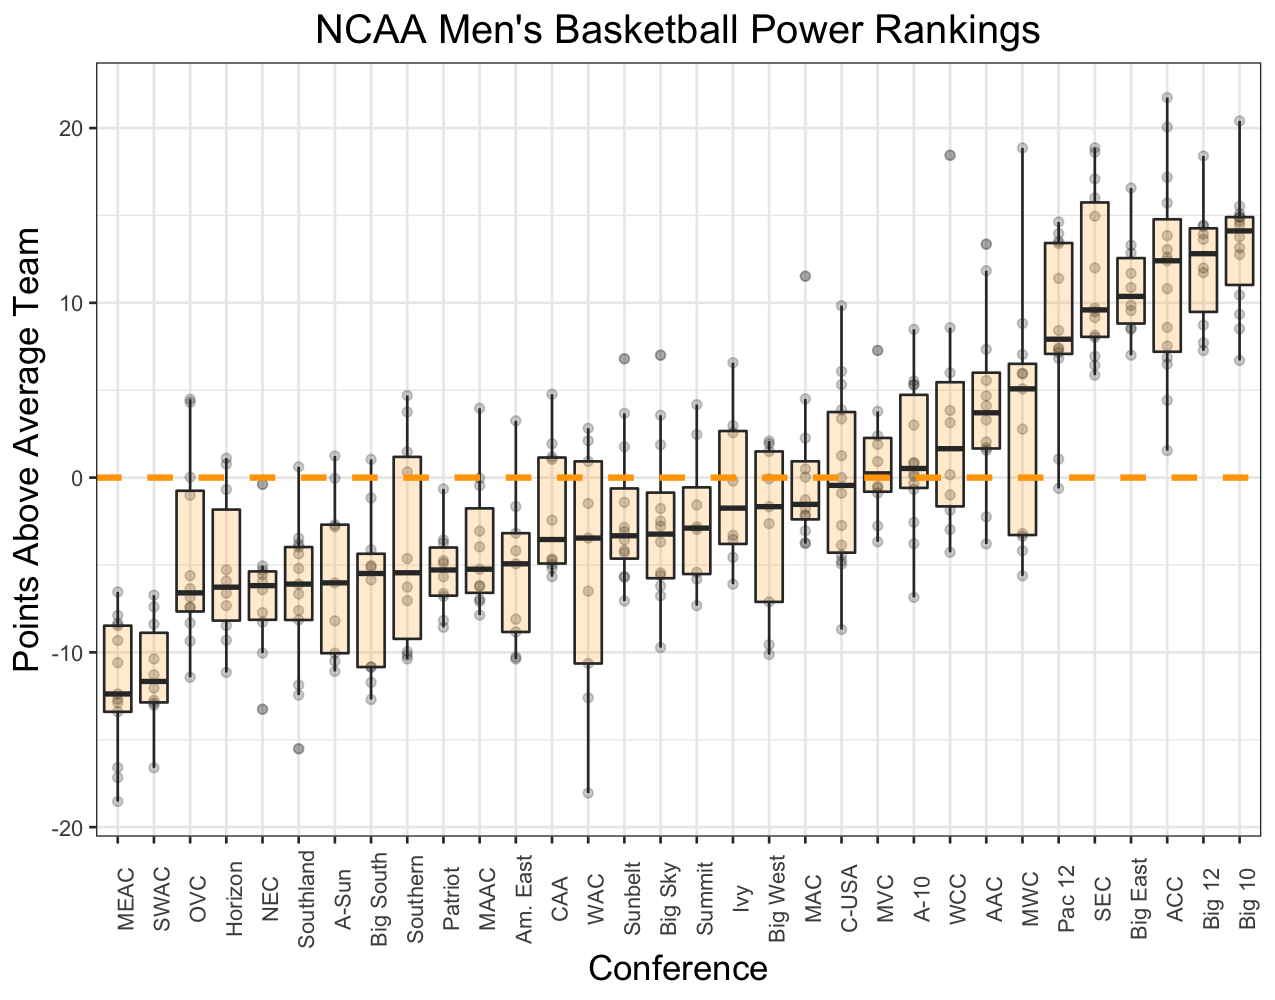 NCAA Men's Basketball Power Rankings
Points Above Average Team
20
10
0
-10
-20
MEAC
SWAC
OVC
Horizon
NEC
Southland
A-Sun
Big South
Southern
Patriot
MAAC
Am. East
CAA
WAC
Sunbelt
Big Sky
Summit
Ivy
Big West
MAC
C-USA
MVC
A-10
WCC
AAC
MWC
Pac 12
SEC
Big East
ACC
Big 12
Big 10
Conference